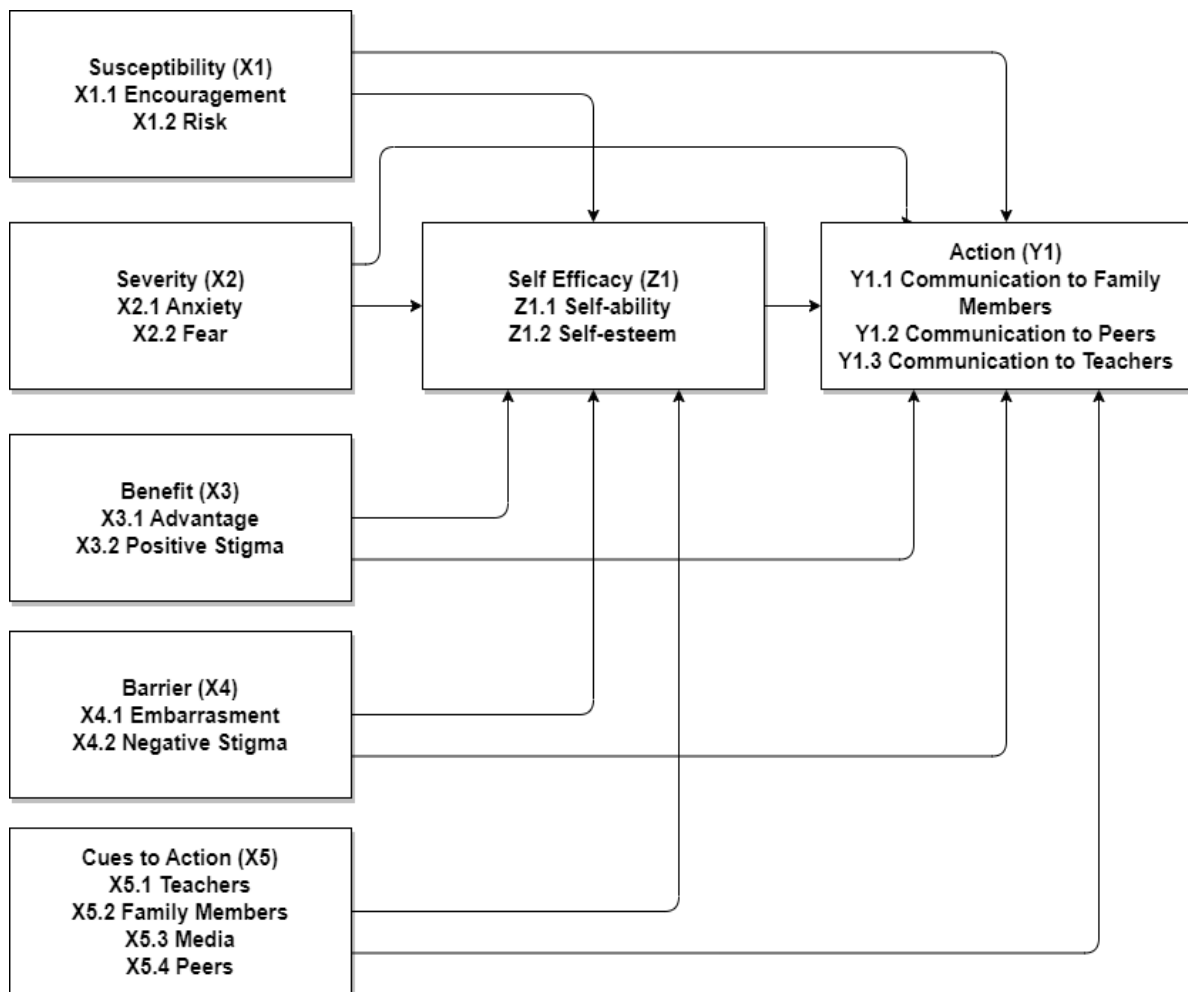 Susceptibility (X1)
X1.1 Encouragement
X1.2 Risk
Severity (X2)
X2.1 Anxiety
X2.2 Fear
Self Efficacy (Z1)
Z1.1 Self-ability
Z1.2 Self-esteem
Action (Y1)
Y1.1 Communication to Family
Members
Y1.2 Communication to Peers
Y1.3 Communication to Teachers
Benefit (X3)
X3.1 Advantage
X3.2 Positive Stigma
Barrier (X4)
X4.1 Embarrasment
X4.2 Negative Stigma
Cues to Action (X5)
X5.1 Teachers
X5.2 Family Members
X5.3 Media
X5.4 Peers